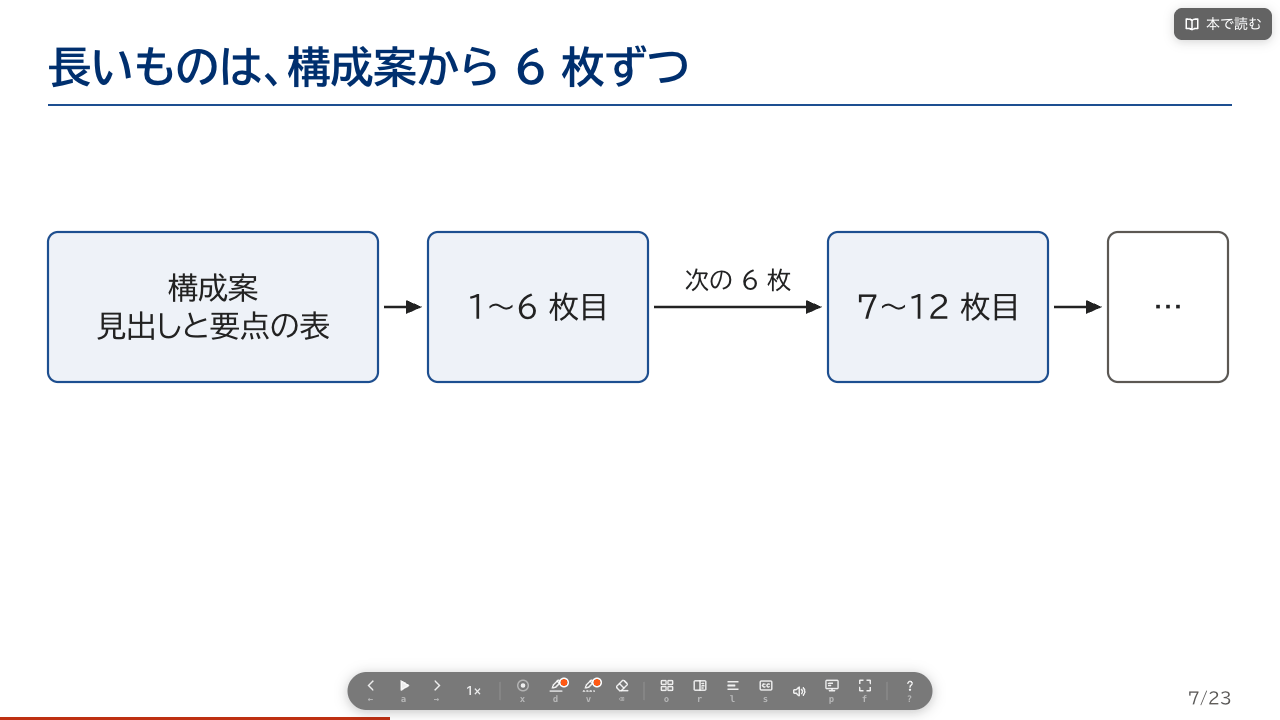 本で読む
長いものは、構成案から 6 枚ずつ
構成案
見出しと要点の表
1〜6 枚目
次の 6 枚
7〜12 枚目
…
1×
← a → x d v ⌫ o r l s p f ?
7/23